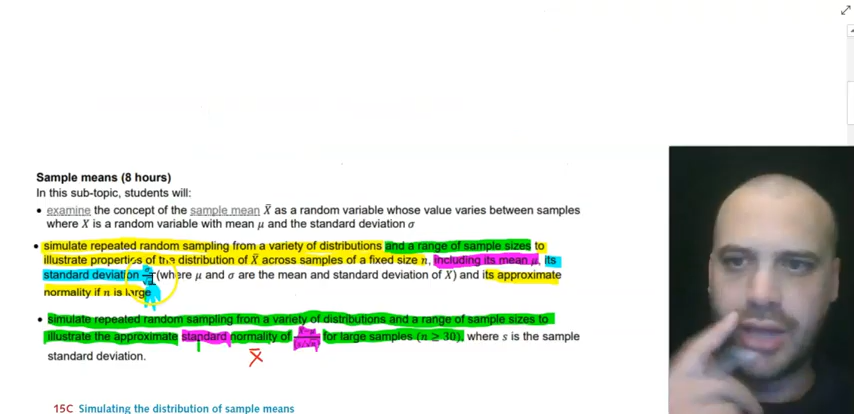 Sample means (8 hours)
In this sub-topic, students will:
• examine the concept of the sample mean X̄ as a random variable whose value varies between samples
where X is a random variable with mean μ and the standard deviation σ
• simulate repeated random sampling from a variety of distributions and a range of sample sizes to
illustrate properties of the distribution of X̄ across samples of a fixed size n, including its mean μ, its
standard deviation (where μ and σ are the mean and standard deviation of X) and its approximate
normality if n is large
• simulate repeated random sampling from a variety of distributions and a range of sample sizes to
illustrate the approximate standard normality of for large samples (n ≥ 30), where s is the sample
standard deviation.
X̄
15C Simulating the distribution of sample means